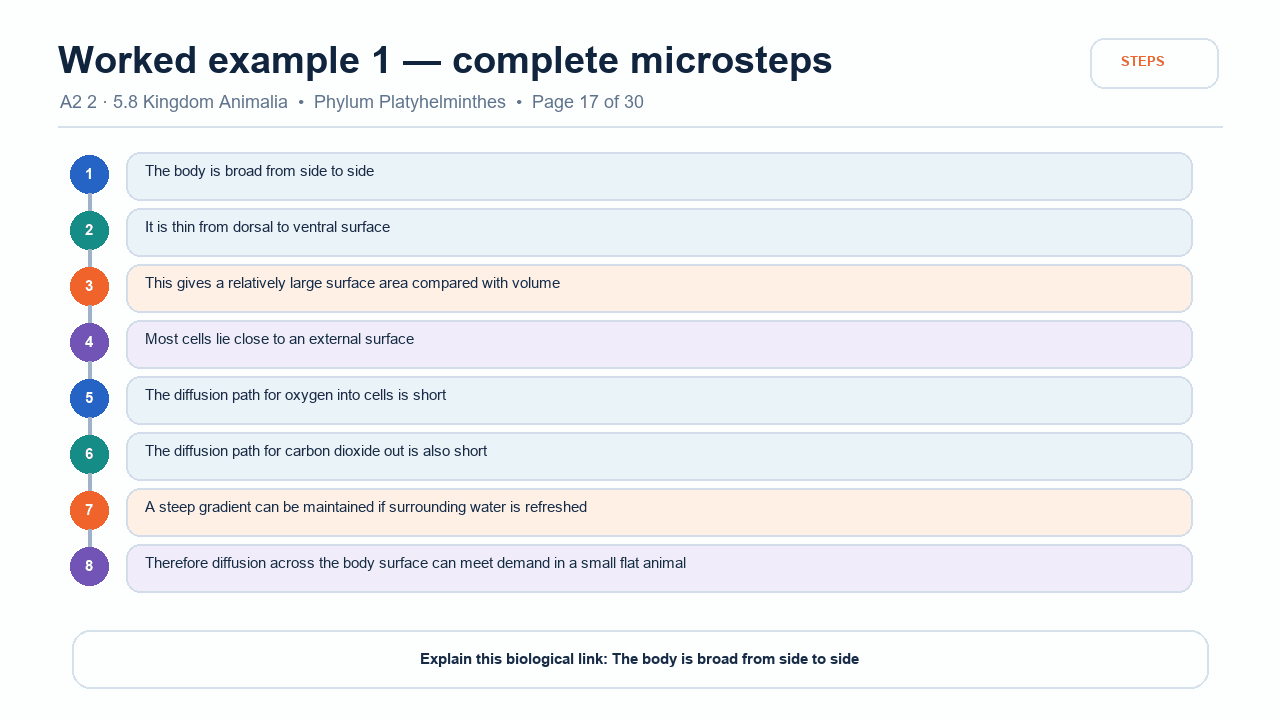 Worked example 1 — complete microsteps
STEPS
A2 2 · 5.8 Kingdom Animalia • Phylum Platyhelminthes • Page 17 of 30
1 The body is broad from side to side
2 It is thin from dorsal to ventral surface
3 This gives a relatively large surface area compared with volume
4 Most cells lie close to an external surface
5 The diffusion path for oxygen into cells is short
6 The diffusion path for carbon dioxide out is also short
7 A steep gradient can be maintained if surrounding water is refreshed
8 Therefore diffusion across the body surface can meet demand in a small flat animal
Explain this biological link: The body is broad from side to side